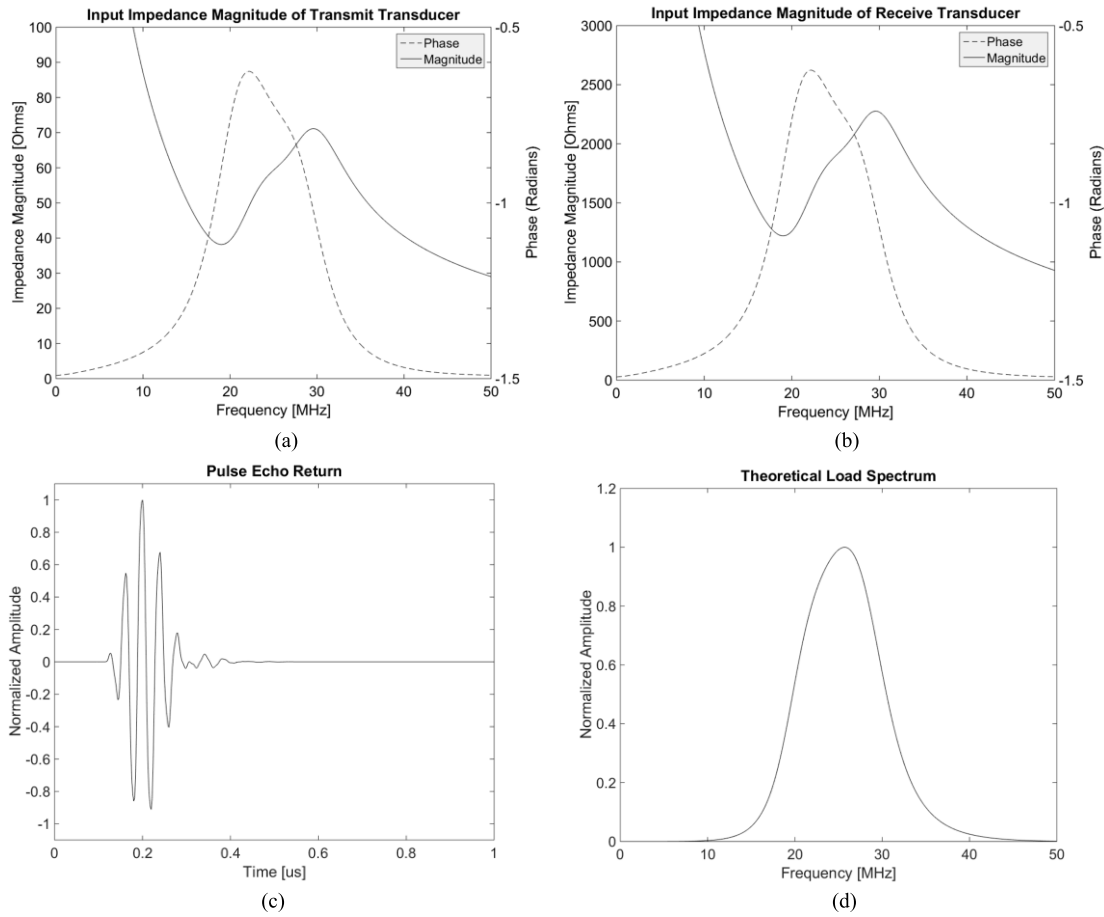 Input Impedance Magnitude of Transmit Transducer
100
90
80
70
60
50
40
30
20
10
0
Impedance Magnitude [Ohms]
-0.5
-1
-1.5
Phase (Radians)
Phase
Magnitude
0 10 20 30 40 50
Frequency [MHz]
(a)
Input Impedance Magnitude of Receive Transducer
3000
2500
2000
1500
1000
500
0
Impedance Magnitude [Ohms]
-0.5
-1
-1.5
Phase (Radians)
Phase
Magnitude
0 10 20 30 40 50
Frequency [MHz]
(b)
Pulse Echo Return
1
0.8
0.6
0.4
0.2
0
-0.2
-0.4
-0.6
-0.8
-1
Normalized Amplitude
0 0.2 0.4 0.6 0.8 1
Time [us]
(c)
Theoretical Load Spectrum
1.2
1
0.8
0.6
0.4
0.2
0
Normalized Amplitude
0 10 20 30 40 50
Frequency [MHz]
(d)